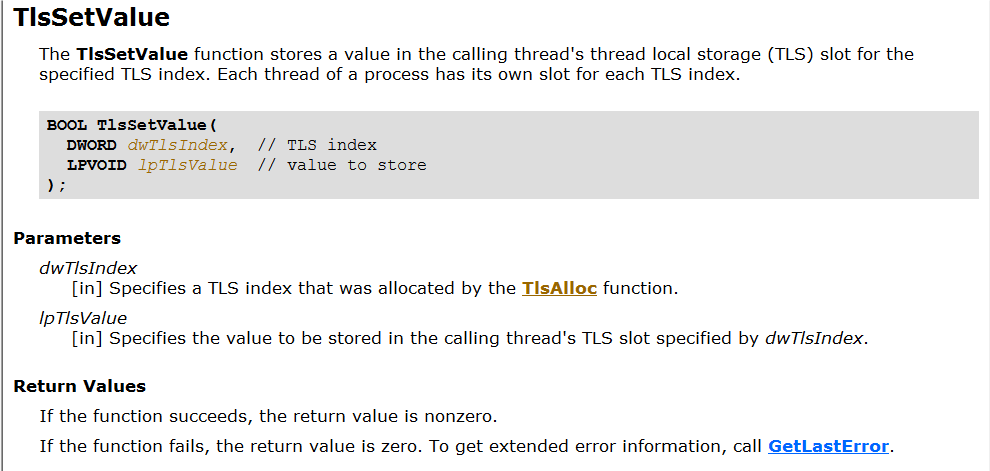 TlsSetValue
The TlsSetValue function stores a value in the calling thread's thread local storage (TLS) slot for the
specified TLS index. Each thread of a process has its own slot for each TLS index.
BOOL TlsSetValue(
  DWORD dwTlsIndex,  // TLS index
  LPVOID lpTlsValue  // value to store
);
Parameters
dwTlsIndex
[in] Specifies a TLS index that was allocated by the TlsAlloc function.
lpTlsValue
[in] Specifies the value to be stored in the calling thread's TLS slot specified by dwTlsIndex.
Return Values
If the function succeeds, the return value is nonzero.
If the function fails, the return value is zero. To get extended error information, call GetLastError.